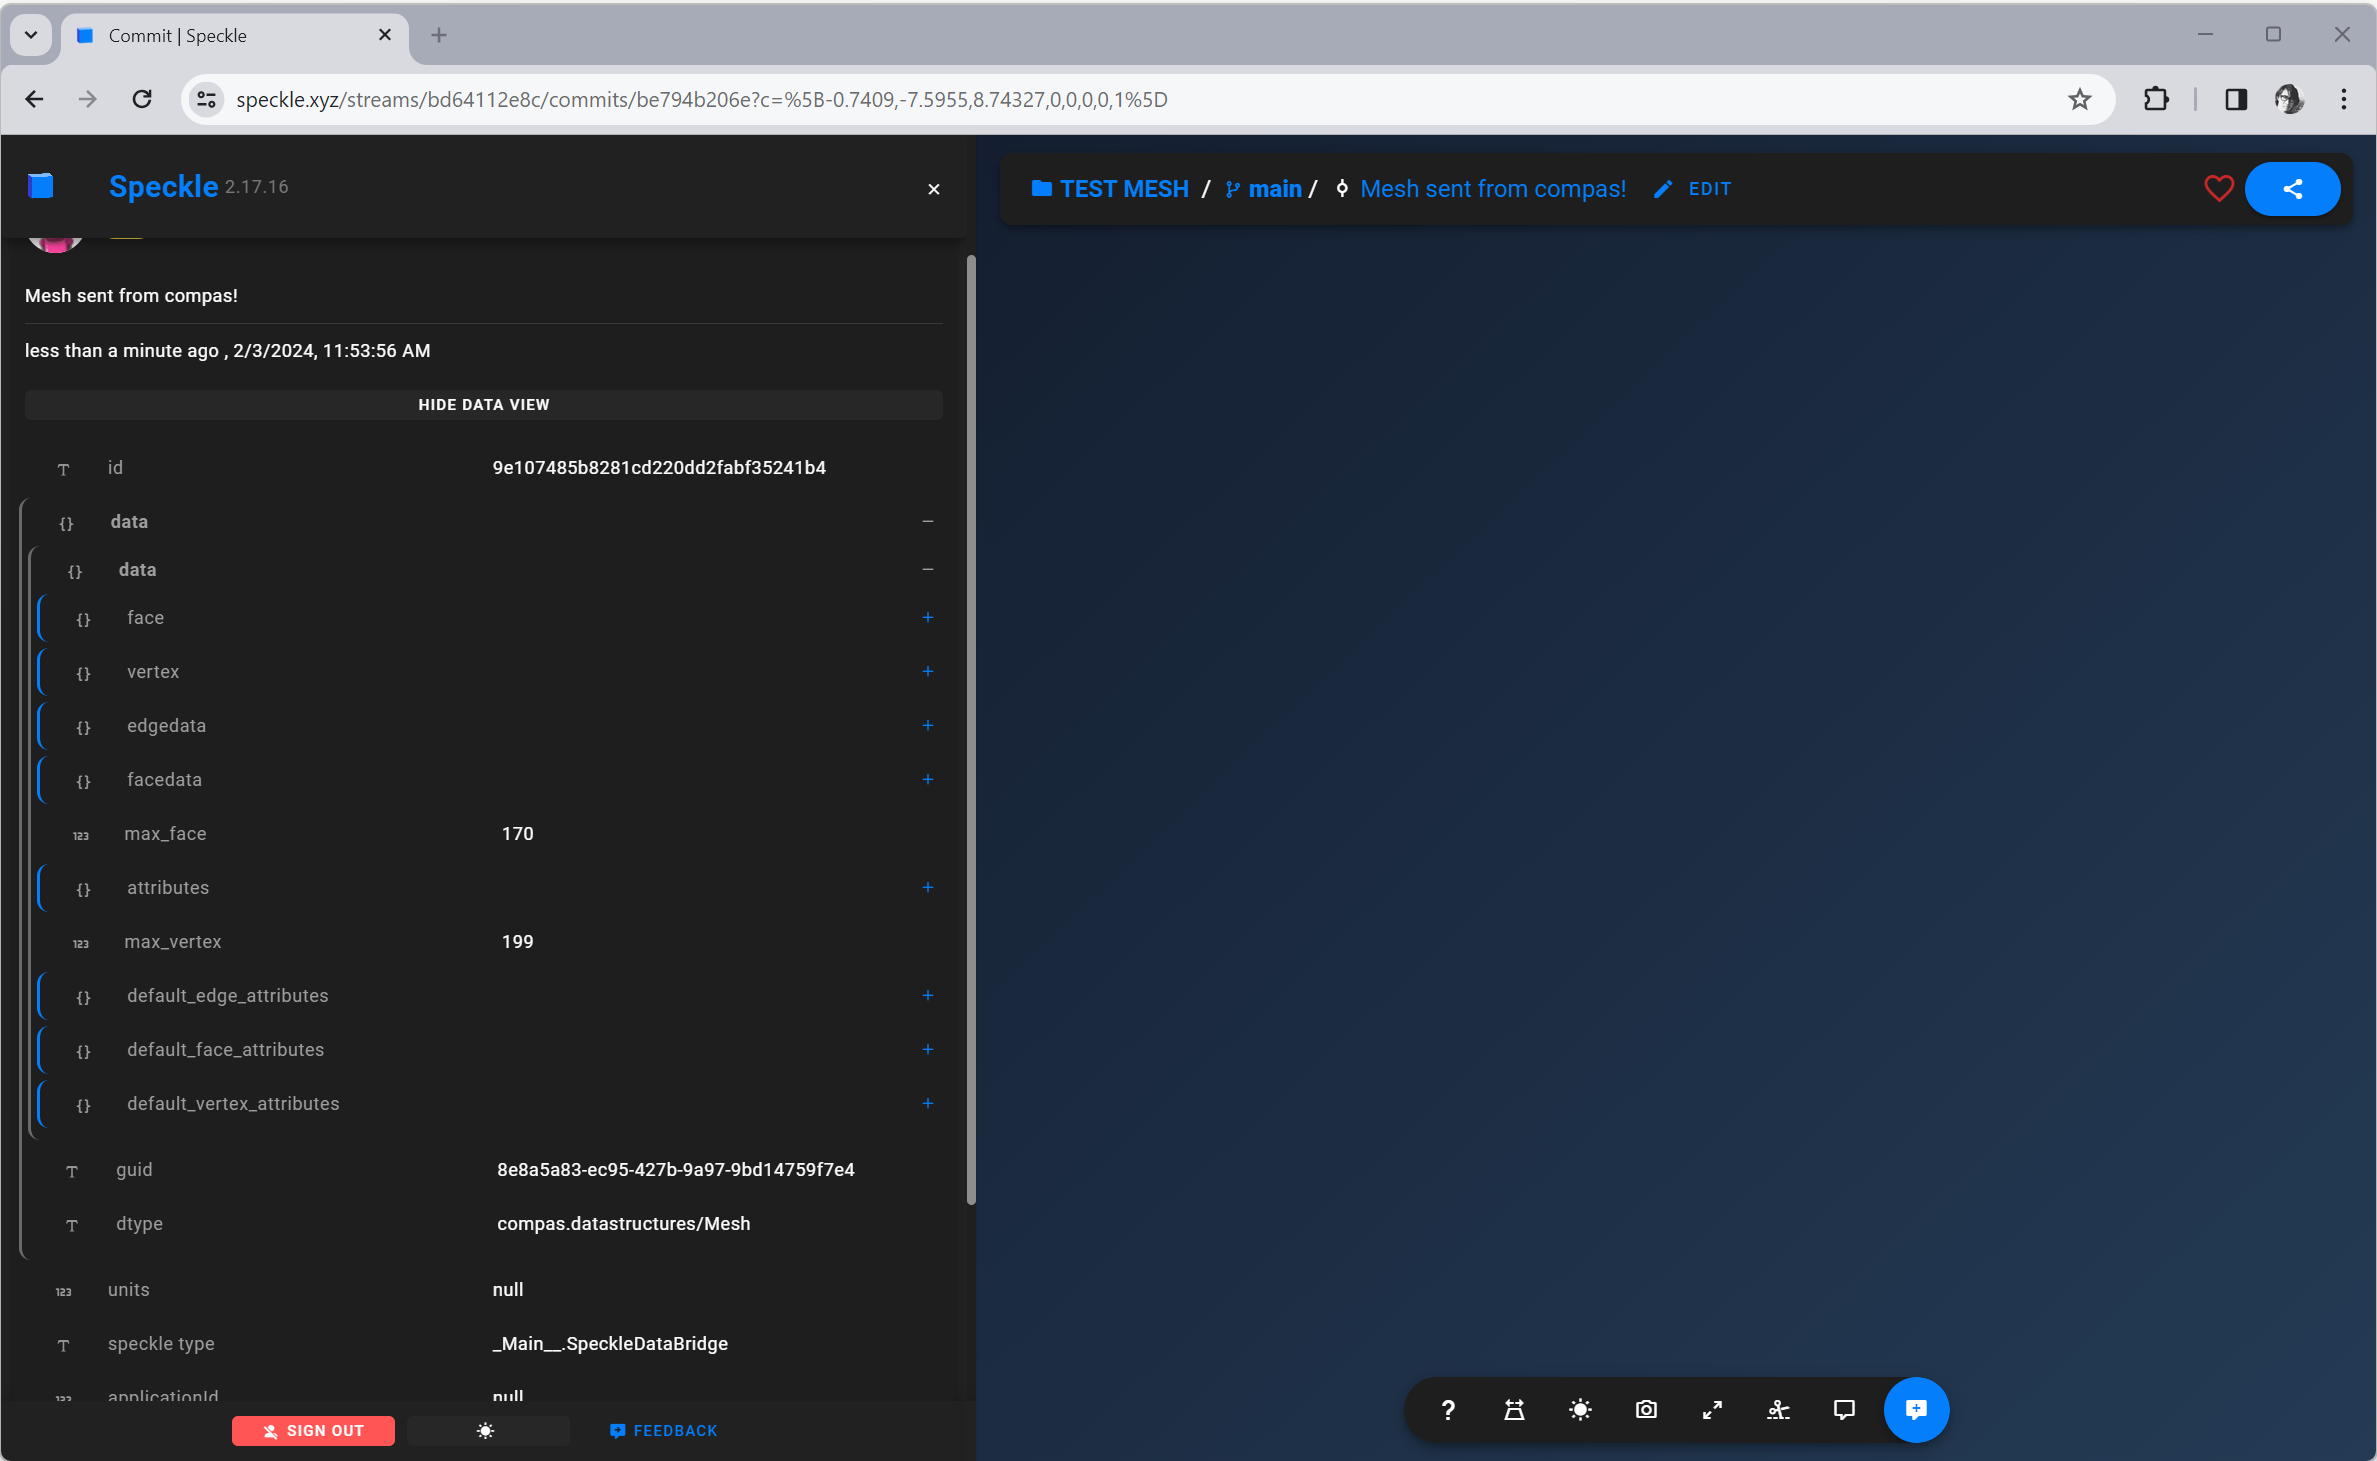 Commit | Speckle
speckle.xyz/streams/bd64112e8c/commits/be794b206e?c=%5B-0.7409,-7.5955,8.74327,0,0,0,0,1%5D
Speckle 2.17.16
TEST MESH / main / Mesh sent from compas! EDIT
Mesh sent from compas!
less than a minute ago , 2/3/2024, 11:53:56 AM
HIDE DATA VIEW
T id 9e107485b8281cd220dd2fabf35241b4
{} data
{} data
{} face
{} vertex
{} edgedata
{} facedata
123 max_face 170
{} attributes
123 max_vertex 199
{} default_edge_attributes
{} default_face_attributes
{} default_vertex_attributes
T guid 8e8a5a83-ec95-427b-9a97-9bd14759f7e4
T dtype compas.datastructures/Mesh
123 units null
T speckle type _Main__.SpeckleDataBridge
123 applicationId null
SIGN OUT FEEDBACK
?